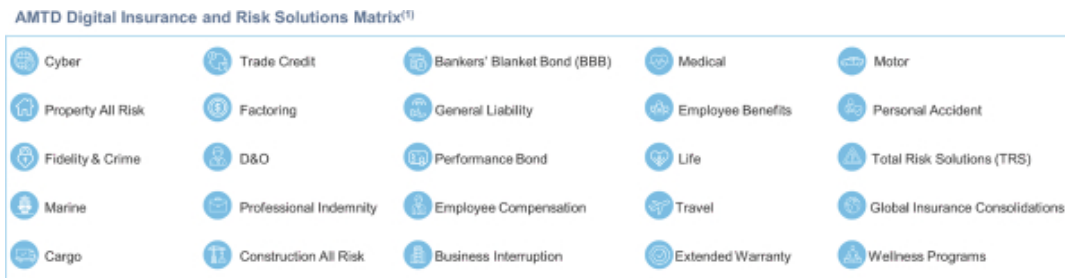 AMTD Digital Insurance and Risk Solutions Matrix(1)
Cyber Trade Credit Bankers' Blanket Bond (BBB) Medical Motor
Property All Risk Factoring General Liability Employee Benefits Personal Accident
Fidelity & Crime D&O Performance Bond Life Total Risk Solutions (TRS)
Marine Professional Indemnity Employee Compensation Travel Global Insurance Consolidations
Cargo Construction All Risk Business Interruption Extended Warranty Wellness Programs